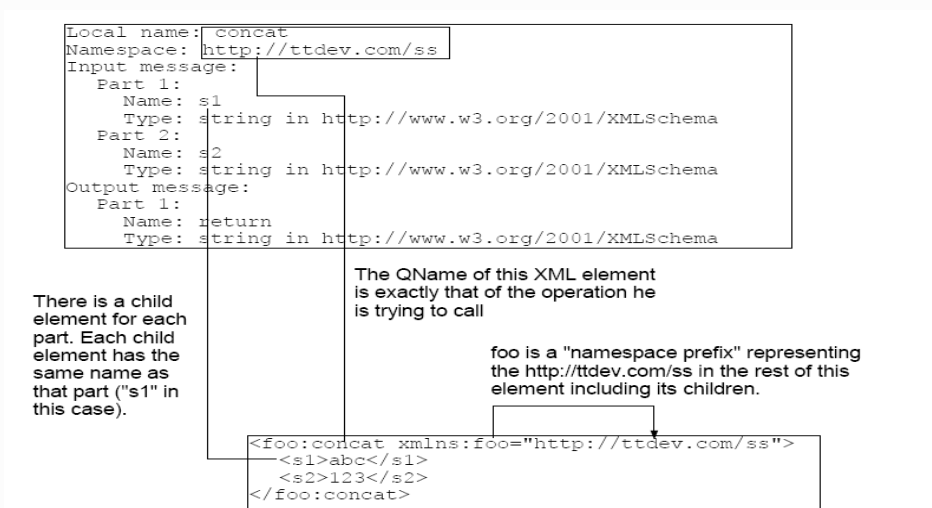 Local name: concat
Namespace: http://ttdev.com/ss
Input message:
Part 1:
Name: s1
Type: string in http://www.w3.org/2001/XMLSchema
Part 2:
Name: s2
Type: string in http://www.w3.org/2001/XMLSchema
Output message:
Part 1:
Name: return
Type: string in http://www.w3.org/2001/XMLSchema
The QName of this XML element
is exactly that of the operation he
is trying to call
There is a child
element for each
part. Each child
element has the
same name as
that part ("s1" in
this case).
foo is a "namespace prefix" representing
the http://ttdev.com/ss in the rest of this
element including its children.
<foo:concat xmlns:foo="http://ttdev.com/ss">
<s1>abc</s1>
<s2>123</s2>
</foo:concat>